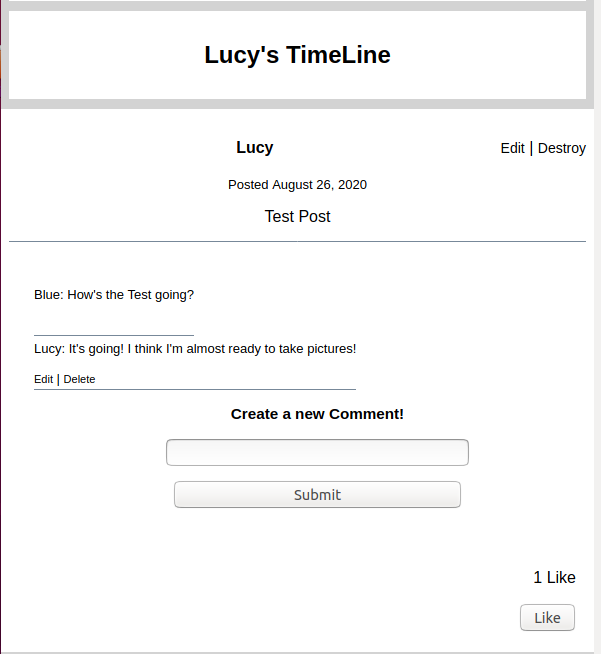 Lucy's TimeLine
Lucy
Edit | Destroy
Posted August 26, 2020
Test Post
Blue: How's the Test going?
Lucy: It's going! I think I'm almost ready to take pictures!
Edit | Delete
Create a new Comment!
Submit
1 Like
Like